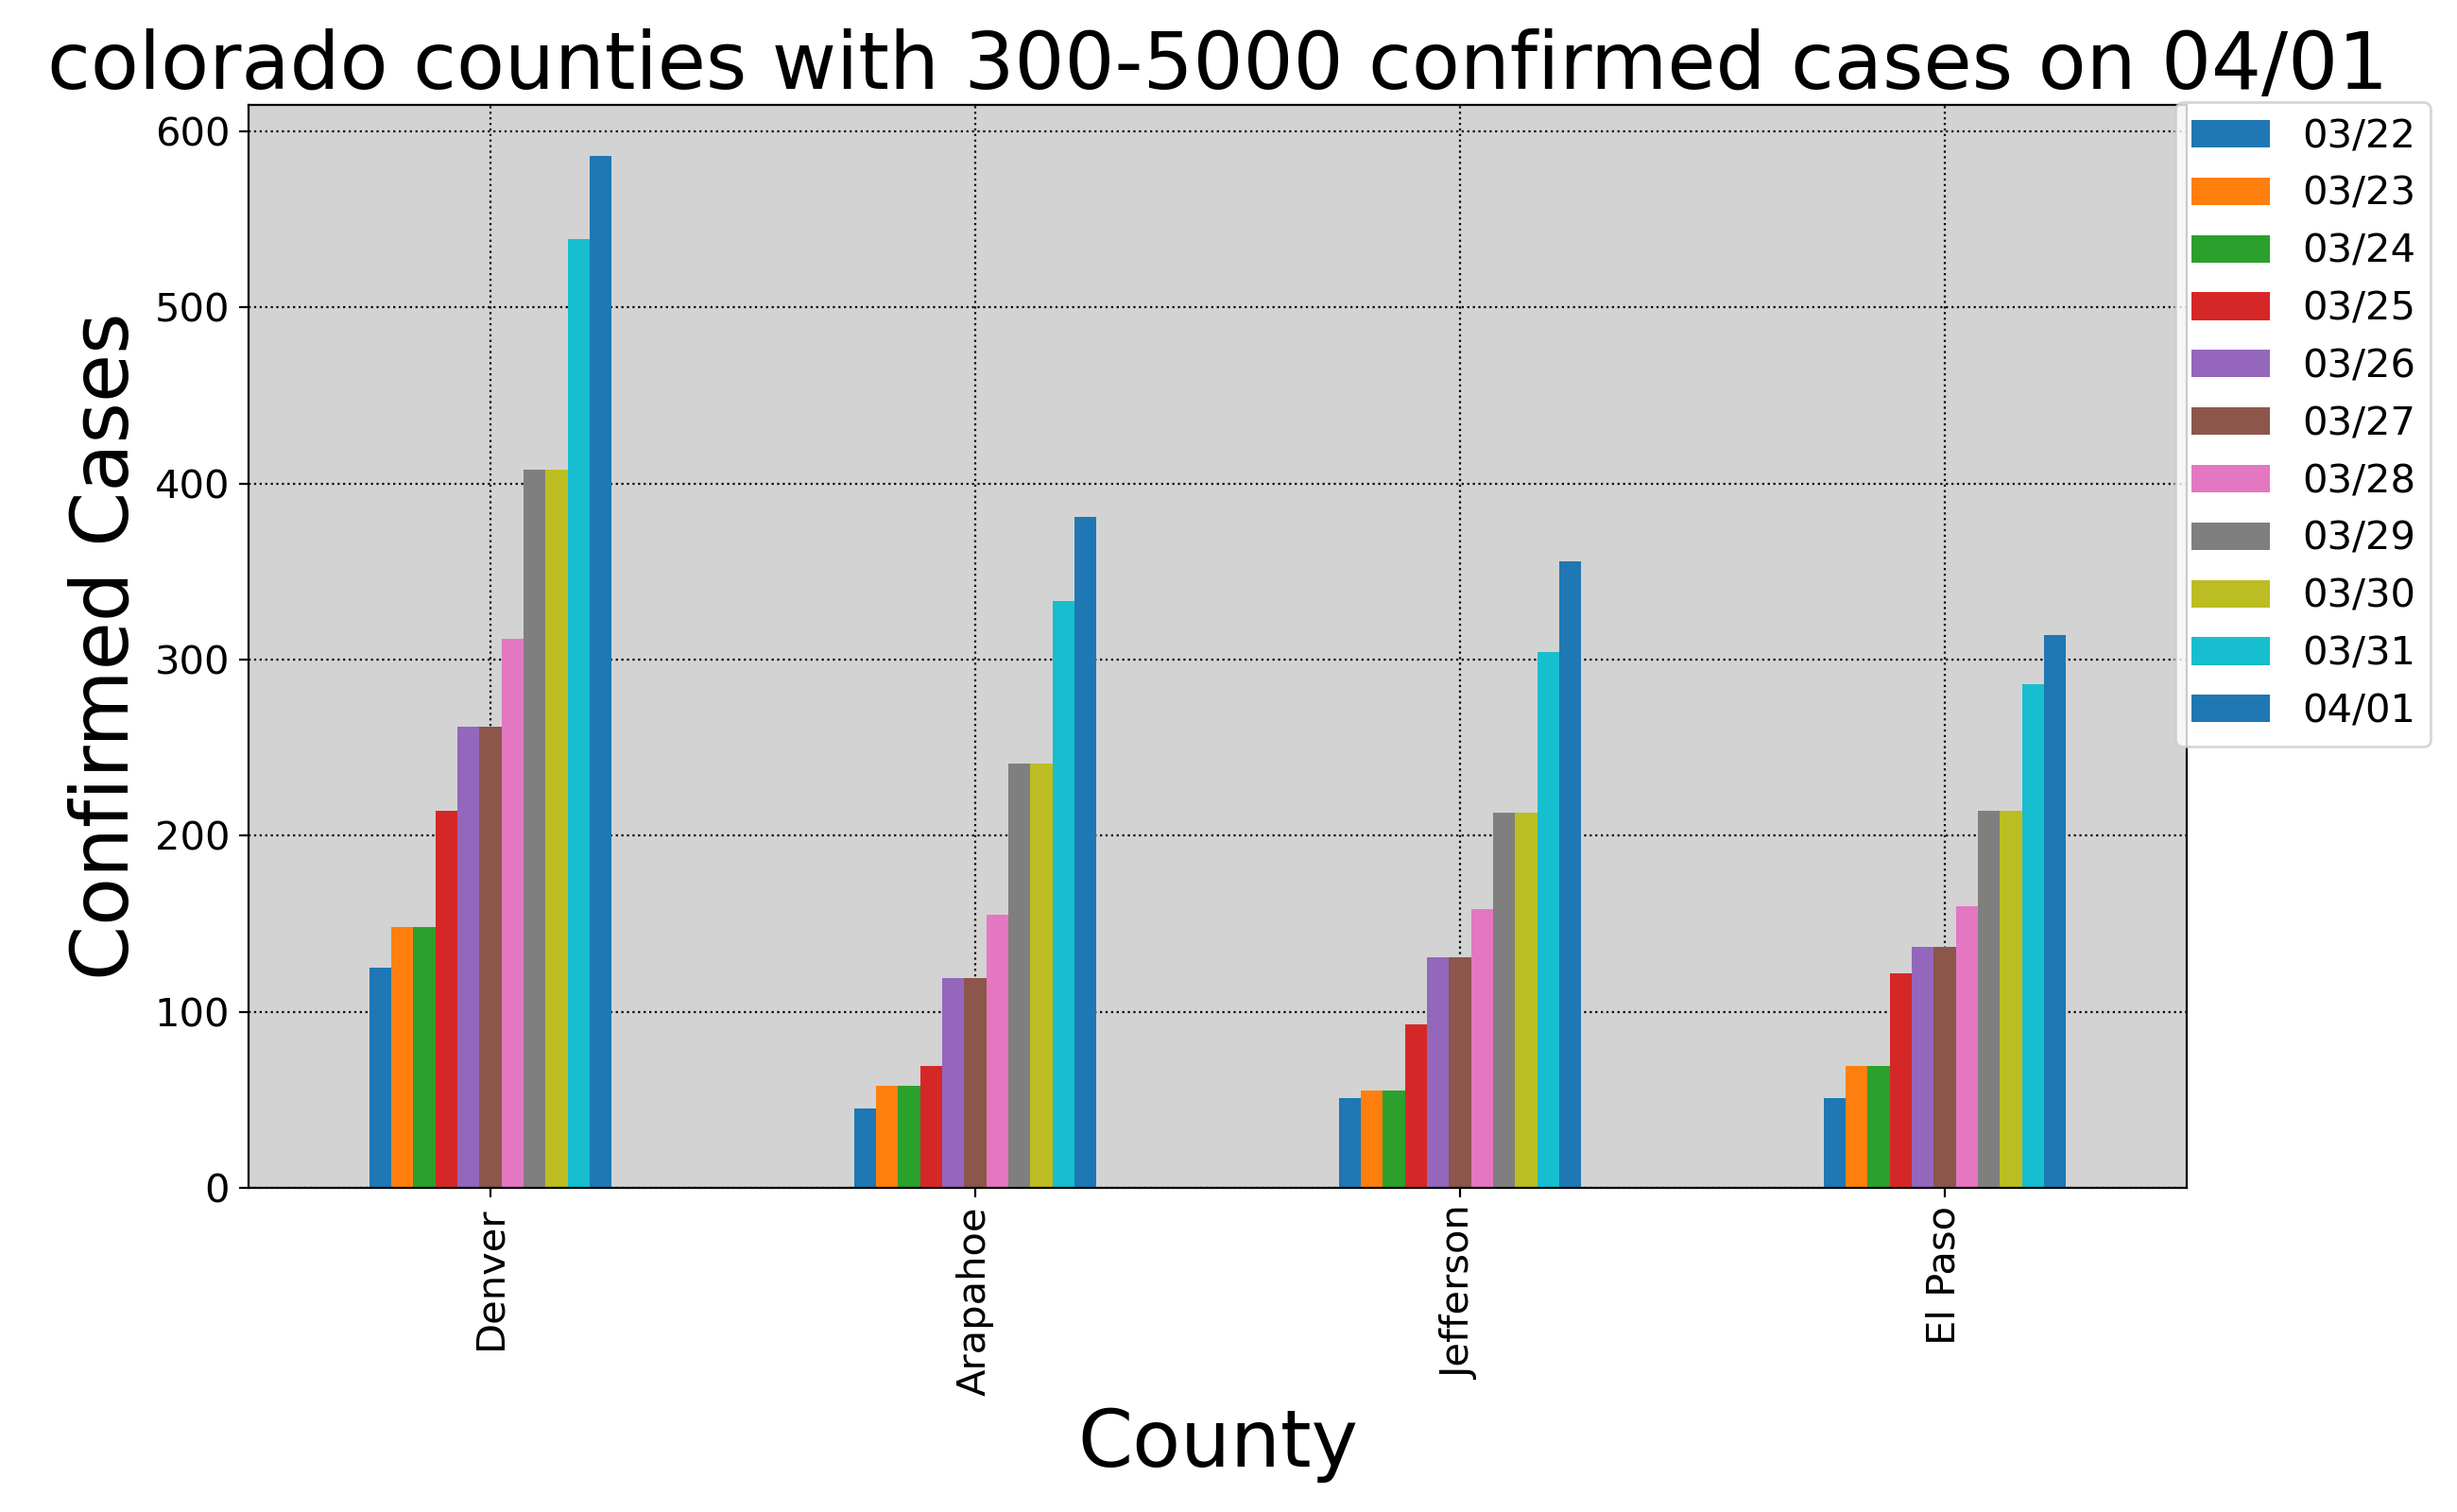 colorado counties with 300-5000 confirmed cases on 04/01
Confirmed Cases
600
500
400
300
200
100
0
03/22
03/23
03/24
03/25
03/26
03/27
03/28
03/29
03/30
03/31
04/01
Denver
Arapahoe
Jefferson
El Paso
County